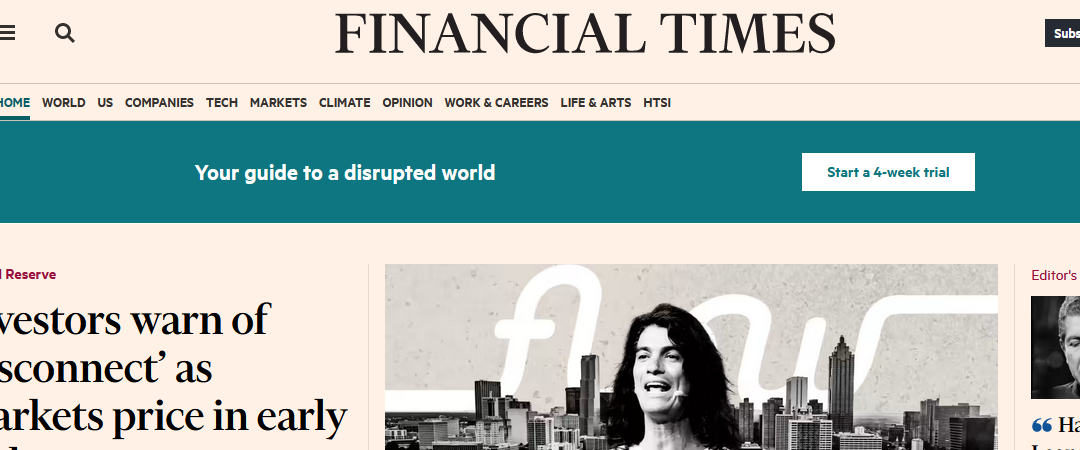 FINANCIAL TIMES
Subs
HOME WORLD US COMPANIES TECH MARKETS CLIMATE OPINION WORK & CAREERS LIFE & ARTS HTSI
Your guide to a disrupted world
Start a 4-week trial
Reserve
vestors warn of
sconnect’ as
arkets price in early
flow
Editor's
“ Ha